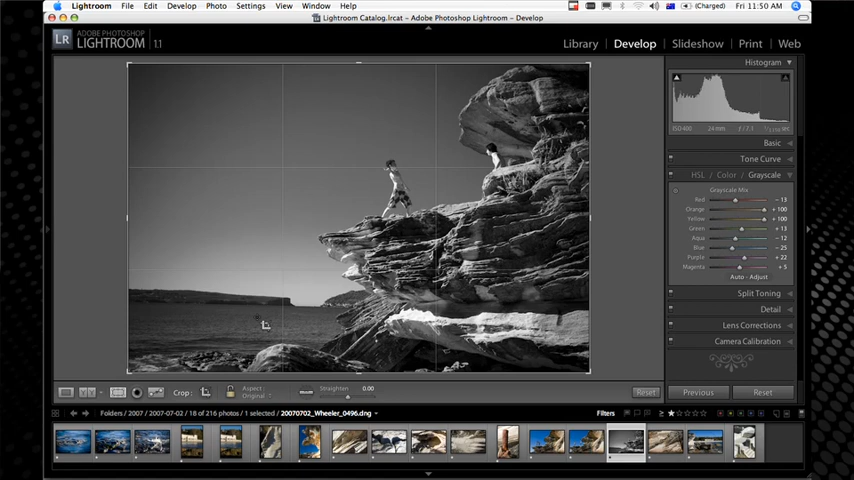 Lightroom File Edit Develop Photo Settings View Window Help (Charged) Fri 11:50 AM
Lightroom Catalog.lrcat – Adobe Photoshop Lightroom – Develop
LR ADOBE PHOTOSHOP
LIGHTROOM 1.1
Library Develop Slideshow Print Web
Histogram
ISO 400 24 mm f / 7.1
Basic
Tone Curve
HSL / Color / Grayscale
Grayscale Mix
Red – 13
Orange + 100
Yellow + 100
Green + 13
Aqua – 12
Blue – 25
Purple + 22
Magenta + 5
Auto - Adjust
Split Toning
Detail
Lens Corrections
Camera Calibration
Crop : Aspect : Original Straighten 0.00 Reset
Previous Reset
Folders / 2007 / 2007-07-02 / 18 of 216 photos / 1 selected / 20070702_Wheeler_0496.dng Filters